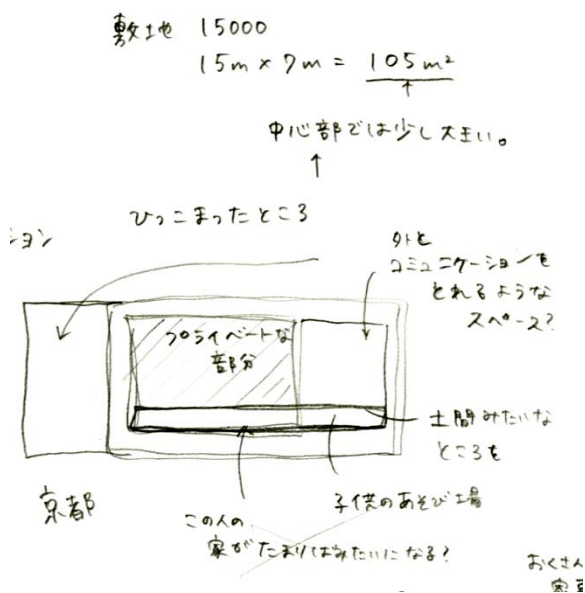 敷地 15000
15m × 7m = 105m²
中心部では少し大きい。
ひっこまったところ
ション
外と
コミュニケーションを
とれるような
スペース?
プライベートな
部分
土間みたいな
ところを
京都
子供のあそび場
この人の
家がたまりばみたいになる?
おくさん